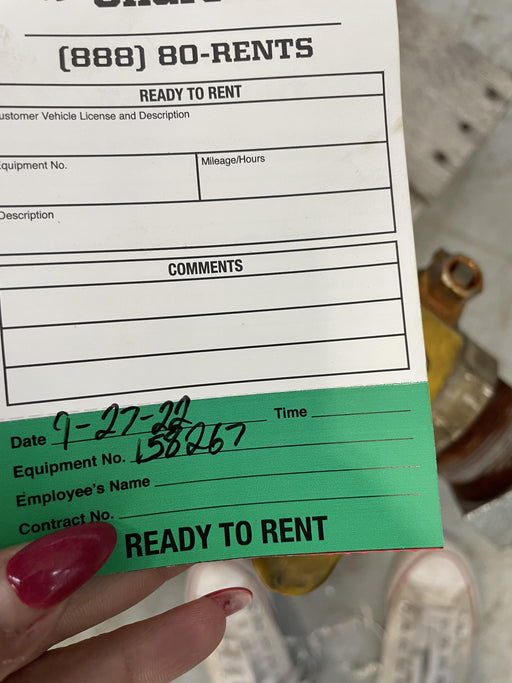 (888) 80-RENTS
READY TO RENT
ustomer Vehicle License and Description
quipment No.
Mileage/Hours
Description
COMMENTS
Date 9-27-22 Time
Equipment No. 158267
Employee's Name
Contract No.
READY TO RENT